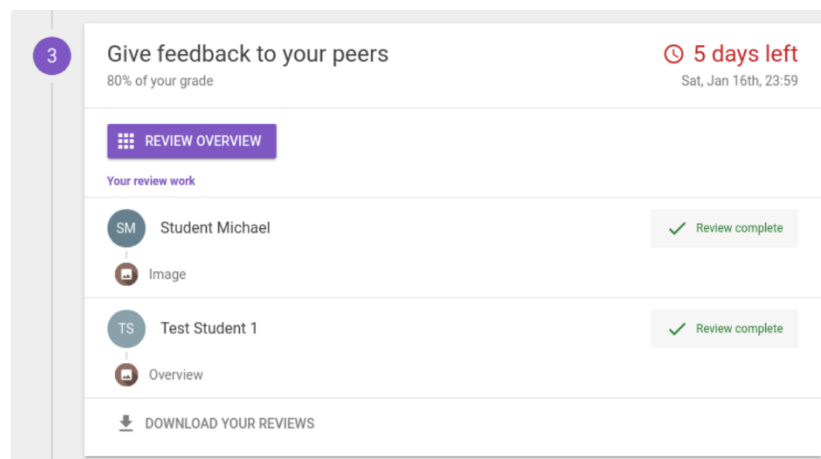 3
Give feedback to your peers
5 days left
80% of your grade
Sat, Jan 16th, 23:59
REVIEW OVERVIEW
Your review work
SM
Student Michael
Review complete
Image
TS
Test Student 1
Review complete
Overview
DOWNLOAD YOUR REVIEWS